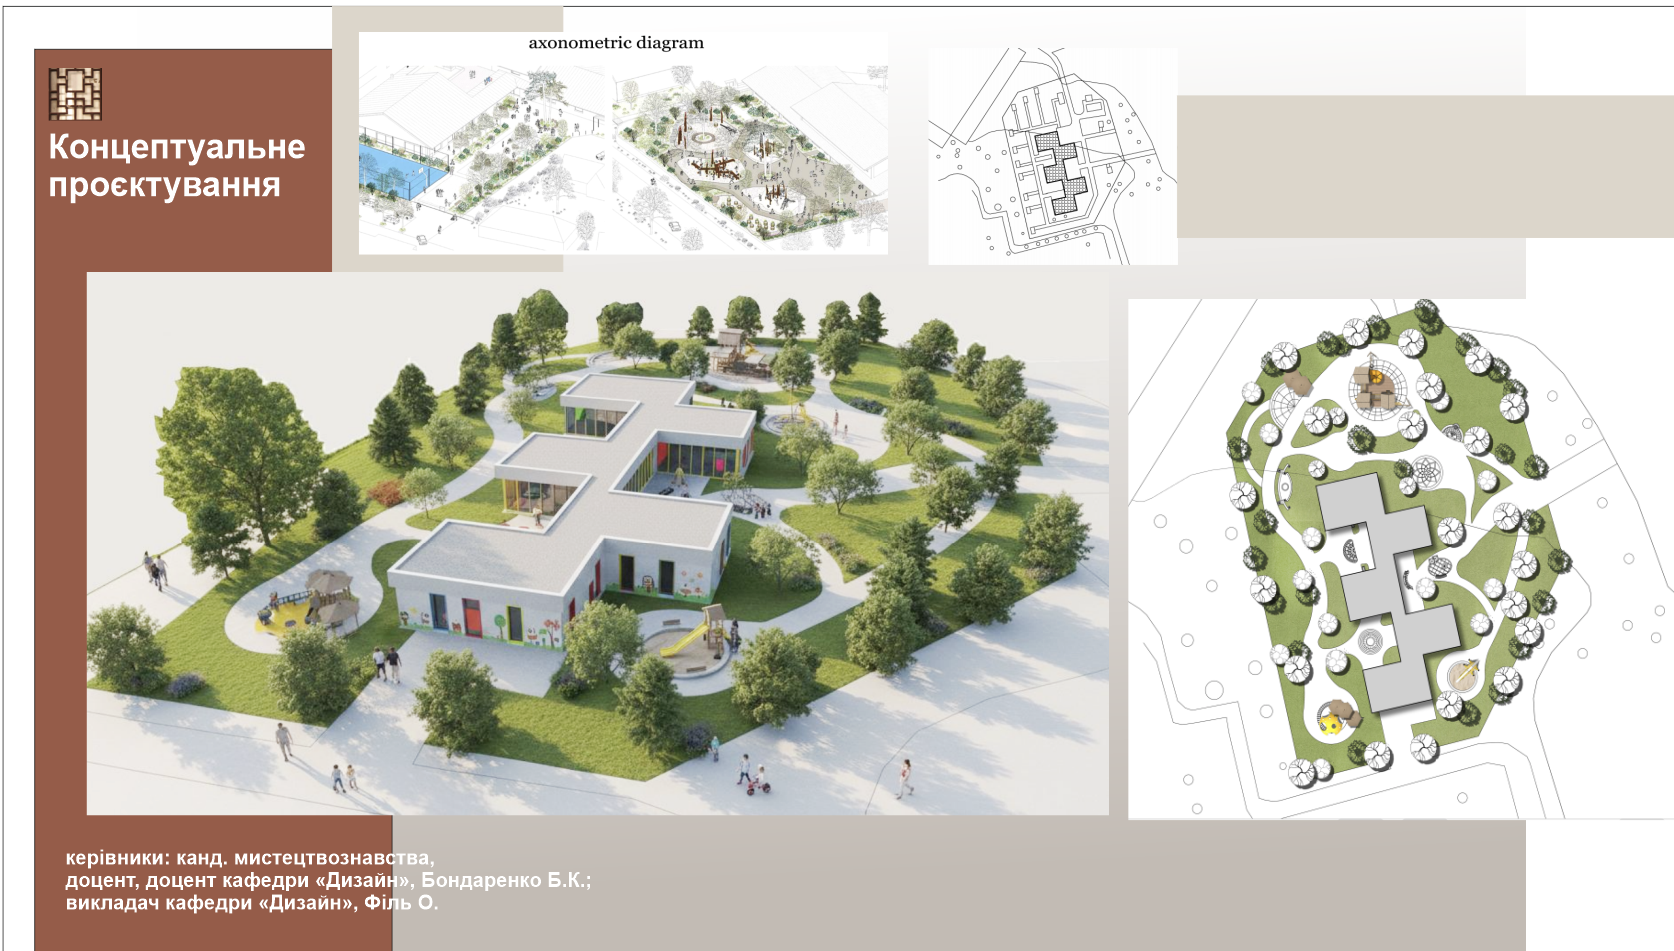 axonometric diagram
Концептуальне
проєктування
керівники: канд. мистецтвознавства,
доцент, доцент кафедри «Дизайн», Бондаренко Б.К.;
викладач кафедри «Дизайн», Філь О.